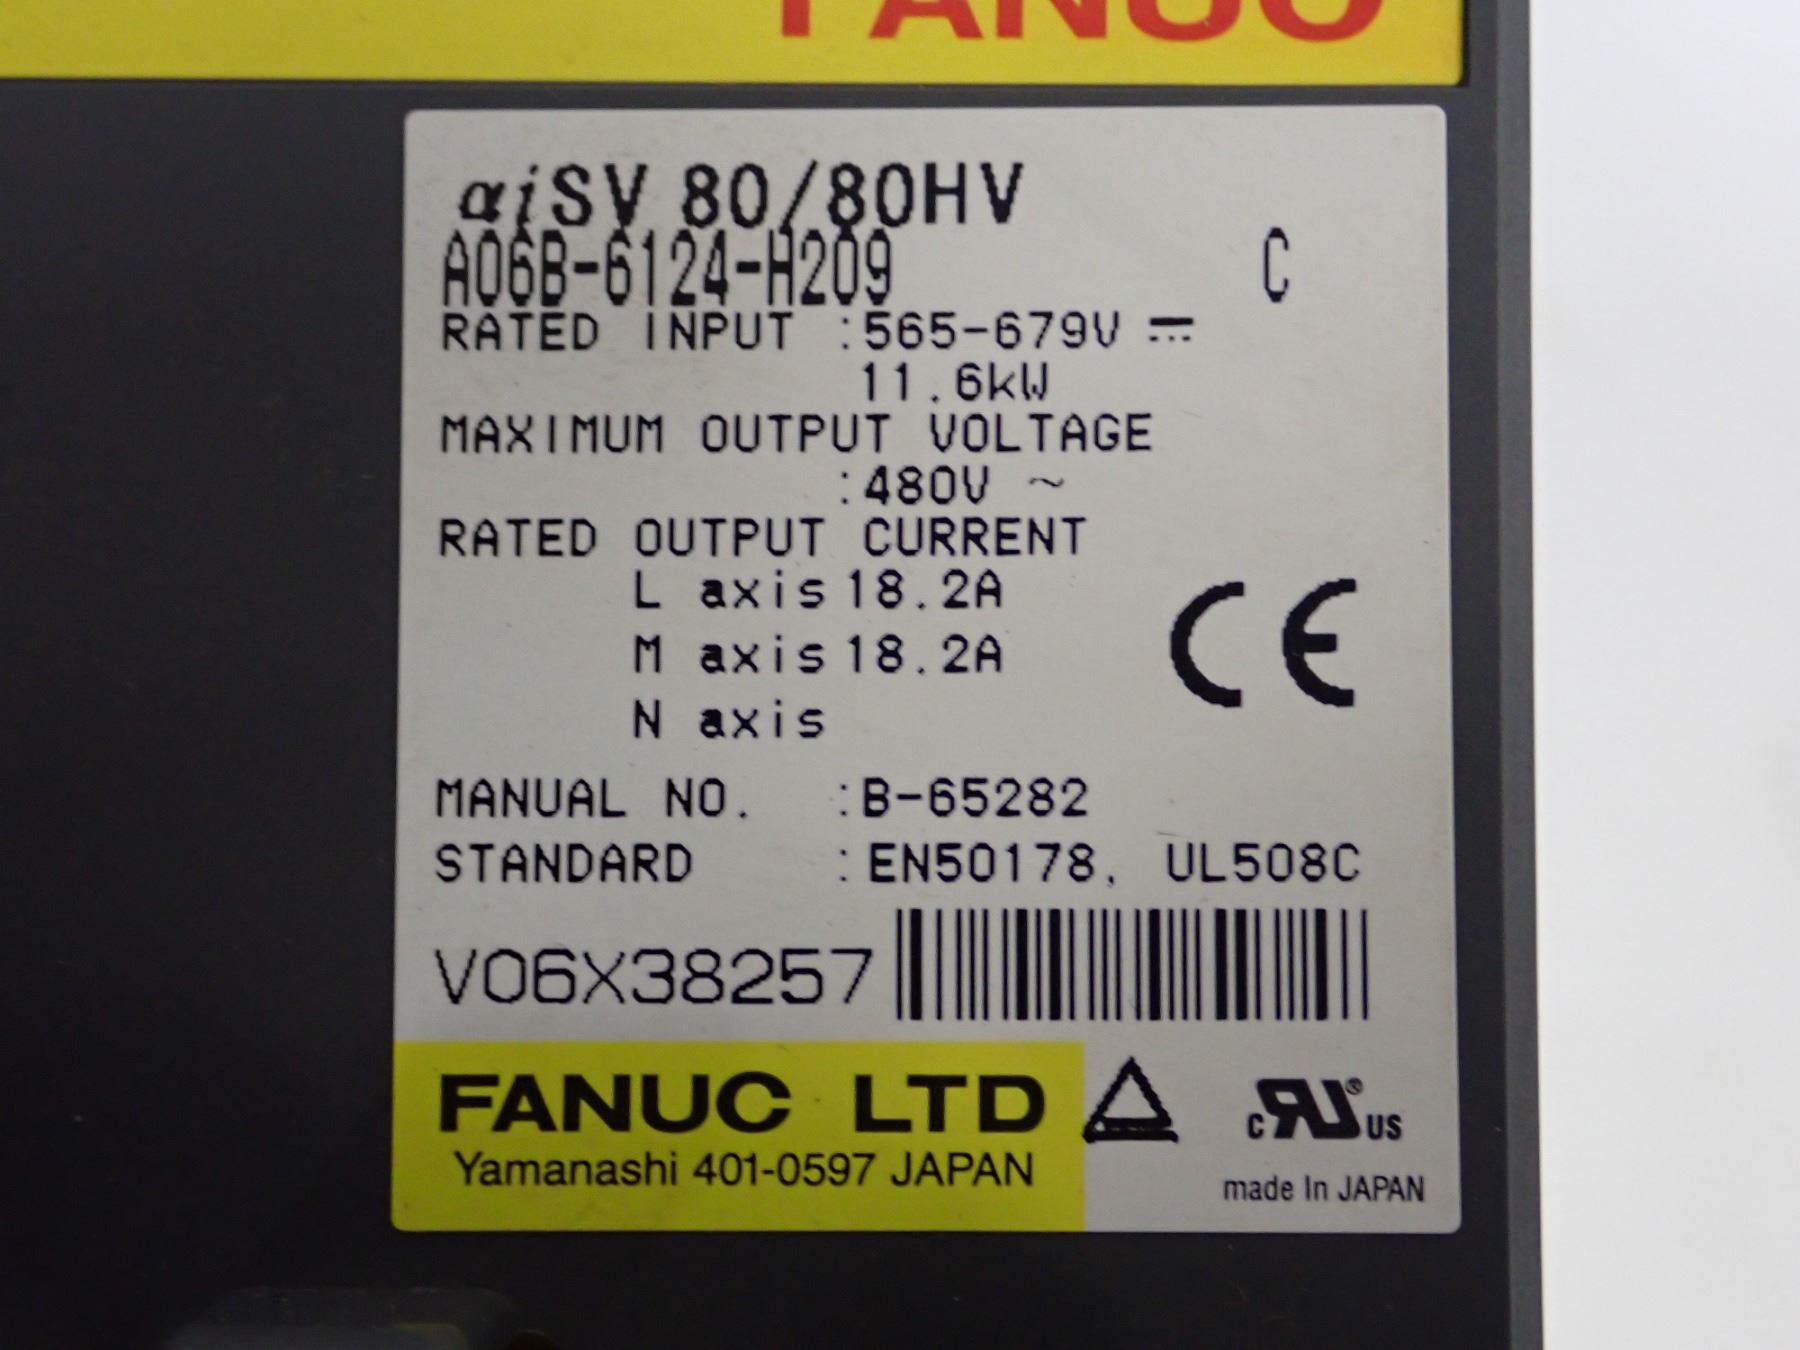 FANUC
αiSV 80/80HV
A06B-6124-H209 C
RATED INPUT :565-679V ⎓
11.6kW
MAXIMUM OUTPUT VOLTAGE
:480V ~
RATED OUTPUT CURRENT
L axis 18.2A
M axis 18.2A
N axis
CE
MANUAL NO. :B-65282
STANDARD :EN50178, UL508C
V06X38257
FANUC LTD
Yamanashi 401-0597 JAPAN
c RU ® US
made In JAPAN